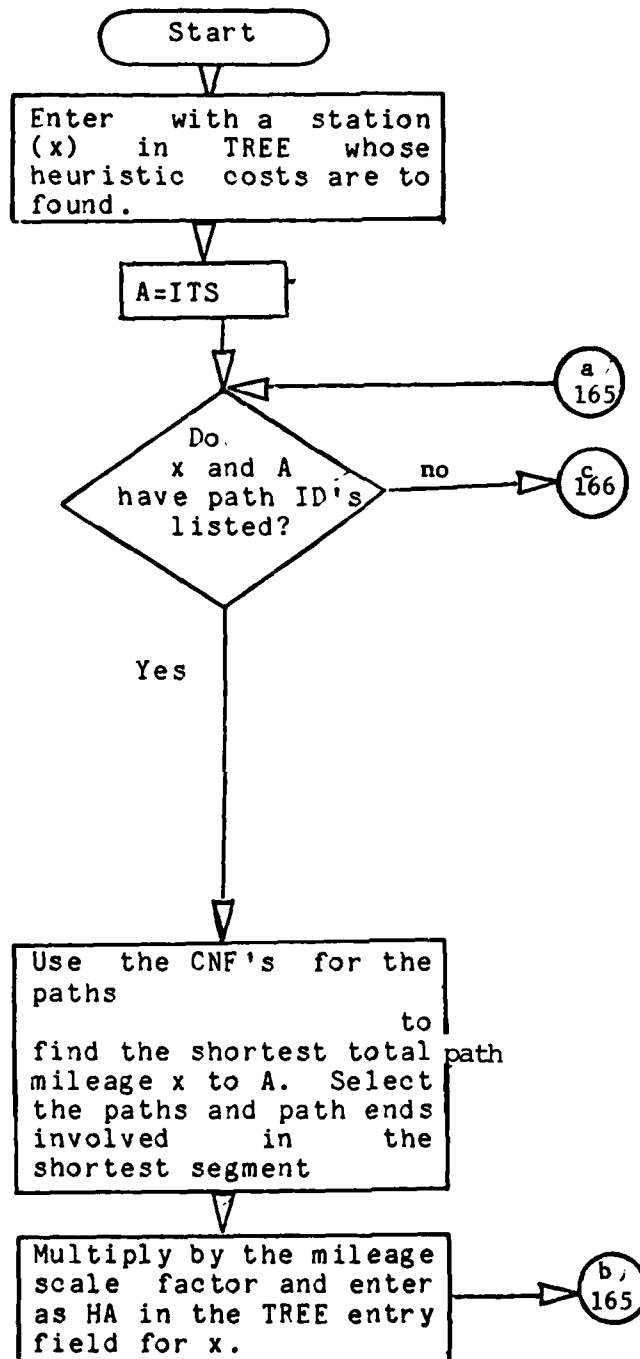 Start
Enter with a station
(x) in TREE whose
heuristic costs are to
found.
A=ITS
a
165
Do
x and A
have path ID's
listed?
no
c
166
Yes
Use the CNF's for the
paths
to
find the shortest total path
mileage x to A. Select
the paths and path ends
involved in the
shortest segment
Multiply by the mileage
scale factor and enter
as HA in the TREE entry
field for x.
b
165